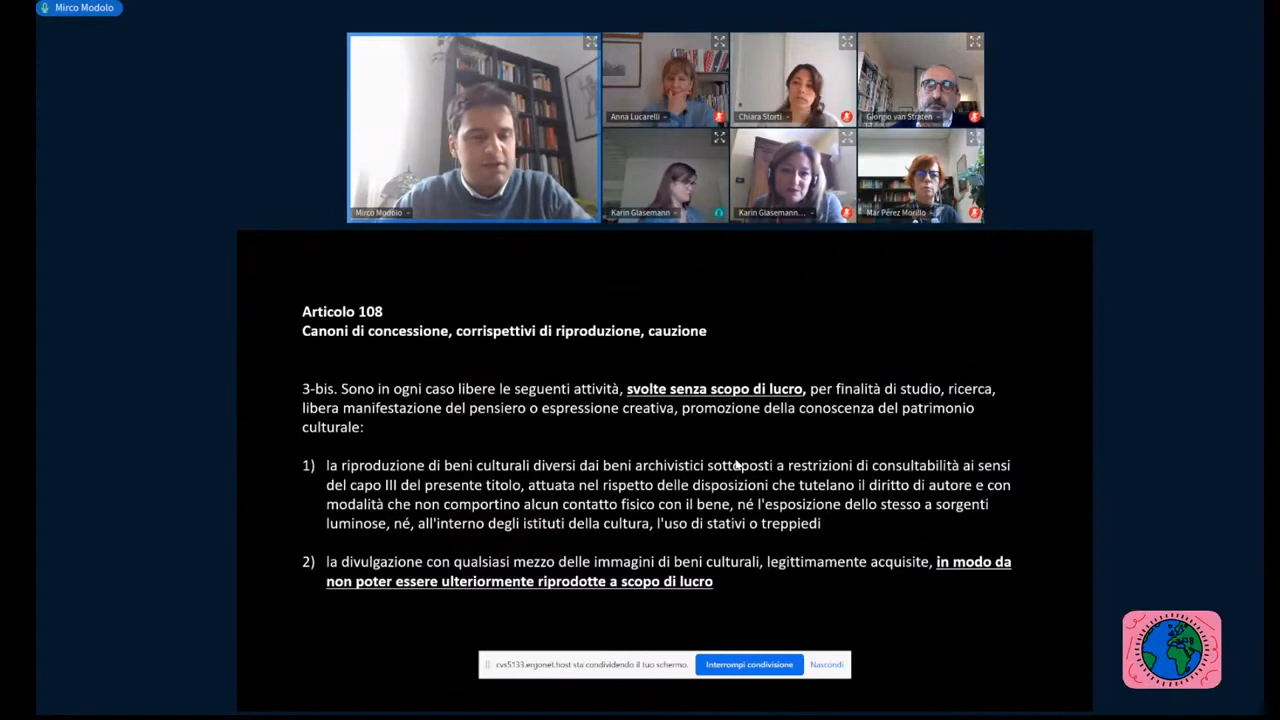 Mirco Modolo
Anna Lucarelli
Chiara Storti
Giorgio van Straten
Mirco Modolo
Karin Glasemann
Karin Glasemann...
Mar Pérez Morillo
Articolo 108
Canoni di concessione, corrispettivi di riproduzione, cauzione
3-bis. Sono in ogni caso libere le seguenti attività, svolte senza scopo di lucro, per finalità di studio, ricerca,
libera manifestazione del pensiero o espressione creativa, promozione della conoscenza del patrimonio
culturale:
1) la riproduzione di beni culturali diversi dai beni archivistici sottoposti a restrizioni di consultabilità ai sensi
del capo III del presente titolo, attuata nel rispetto delle disposizioni che tutelano il diritto di autore e con
modalità che non comportino alcun contatto fisico con il bene, né l'esposizione dello stesso a sorgenti
luminose, né, all'interno degli istituti della cultura, l'uso di stativi o treppiedi
2) la divulgazione con qualsiasi mezzo delle immagini di beni culturali, legittimamente acquisite, in modo da
non poter essere ulteriormente riprodotte a scopo di lucro
cvs5133.ergonet.host sta condividendo il tuo schermo.
Interrompi condivisione
Nascondi